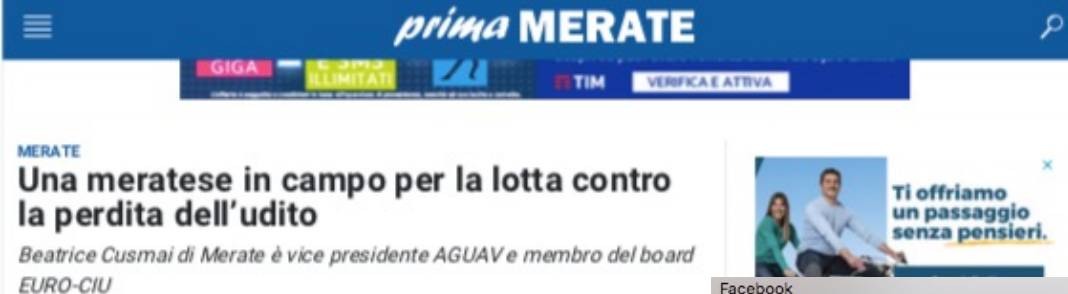 prima MERATE
GIGA
E SMS
ILLIMITATI
TIM
VERIFICA E ATTIVA
MERATE
Una meratese in campo per la lotta contro
la perdita dell'udito
Beatrice Cusmai di Merate è vice presidente AGUAV e membro del board
EURO-CIU
Ti offriamo
un passaggio
senza pensieri.
Facebook